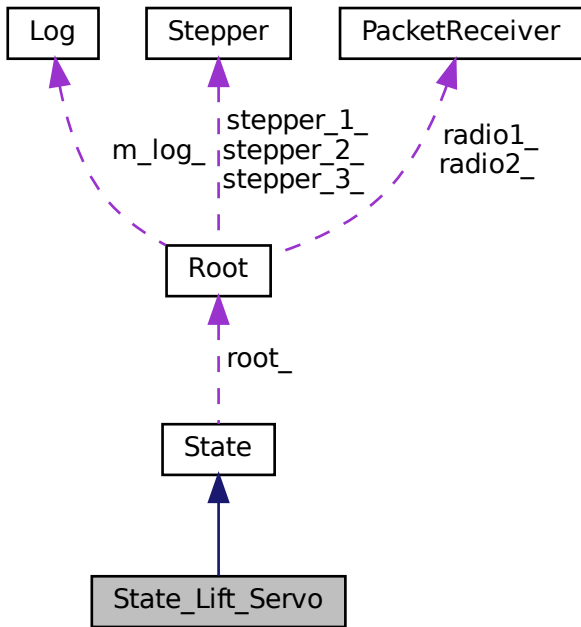 Log
Stepper
PacketReceiver
m_log_
stepper_1_
stepper_2_
stepper_3_
radio1_
radio2_
Root
root_
State
State_Lift_Servo